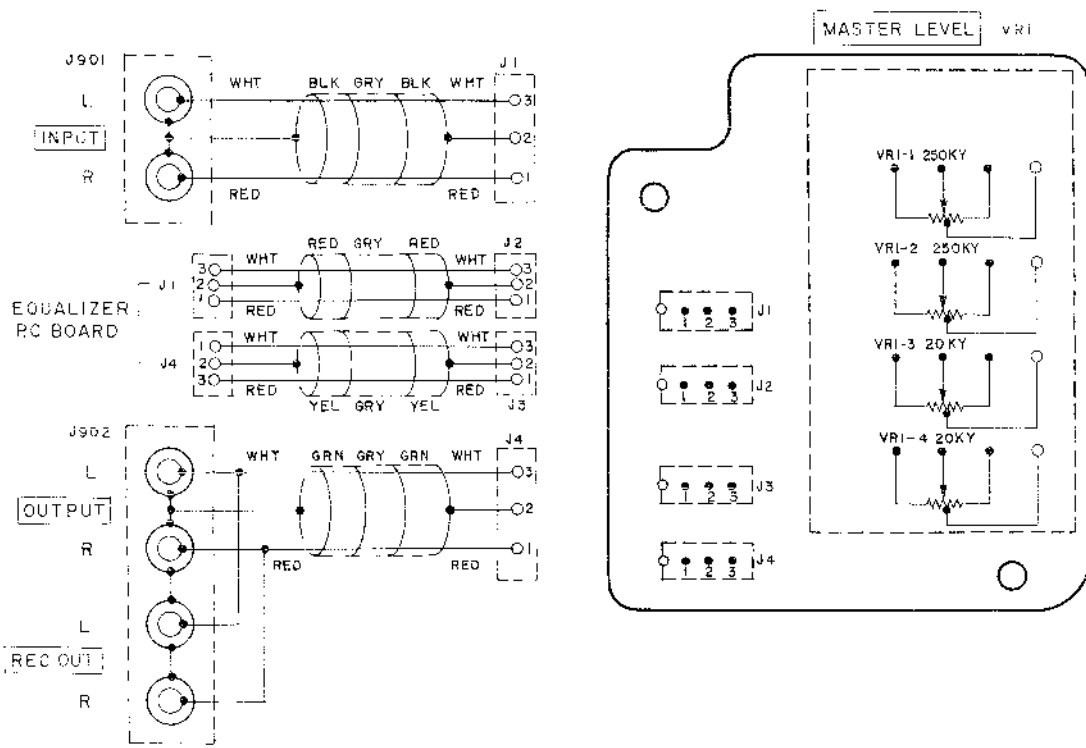 MASTER LEVEL VR1
J901
J1
WHT BLK GRY BLK WHT
L
3
INPUT
2
R
1
RED RED
RED GRY RED
J2
WHT WHT
3 3
J1
2 2
1 1
RED RED
EQUALIZER
P.C BOARD
WHT WHT
1 3
J4
2 2
3 1
RED RED
YEL GRY YEL
J3
J902
J4
WHT GRN GRY GRN WHT
L
3
OUTPUT
2
R
1
RED RED
L
REC OUT
R
VR1-1 250KY
VR1-2 250KY
VR1-3 20KY
VR1-4 20KY
J1
1 2 3
J2
1 2 3
J3
1 2 3
J4
1 2 3